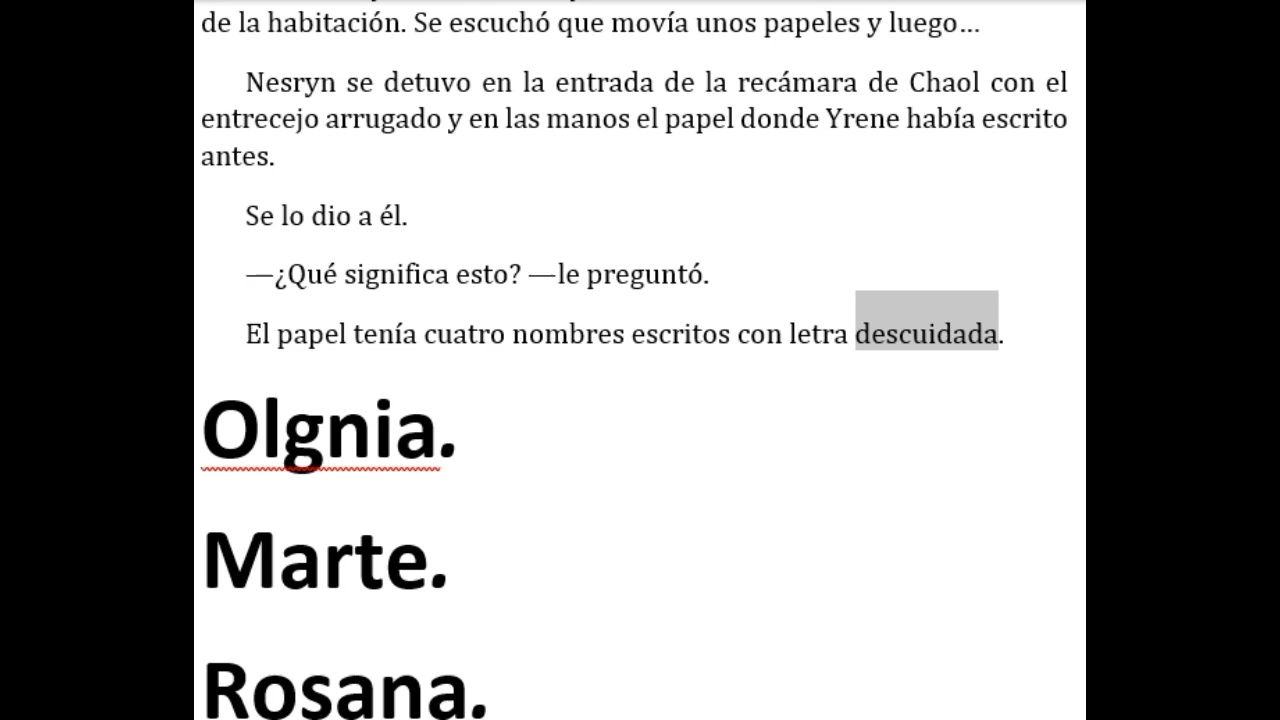 de la habitación. Se escuchó que movía unos papeles y luego…
Nesryn se detuvo en la entrada de la recámara de Chaol con el
entrecejo arrugado y en las manos el papel donde Yrene había escrito
antes.
Se lo dio a él.
—¿Qué significa esto? —le preguntó.
El papel tenía cuatro nombres escritos con letra descuidada.
Olgnia.
Marte.
Rosana.